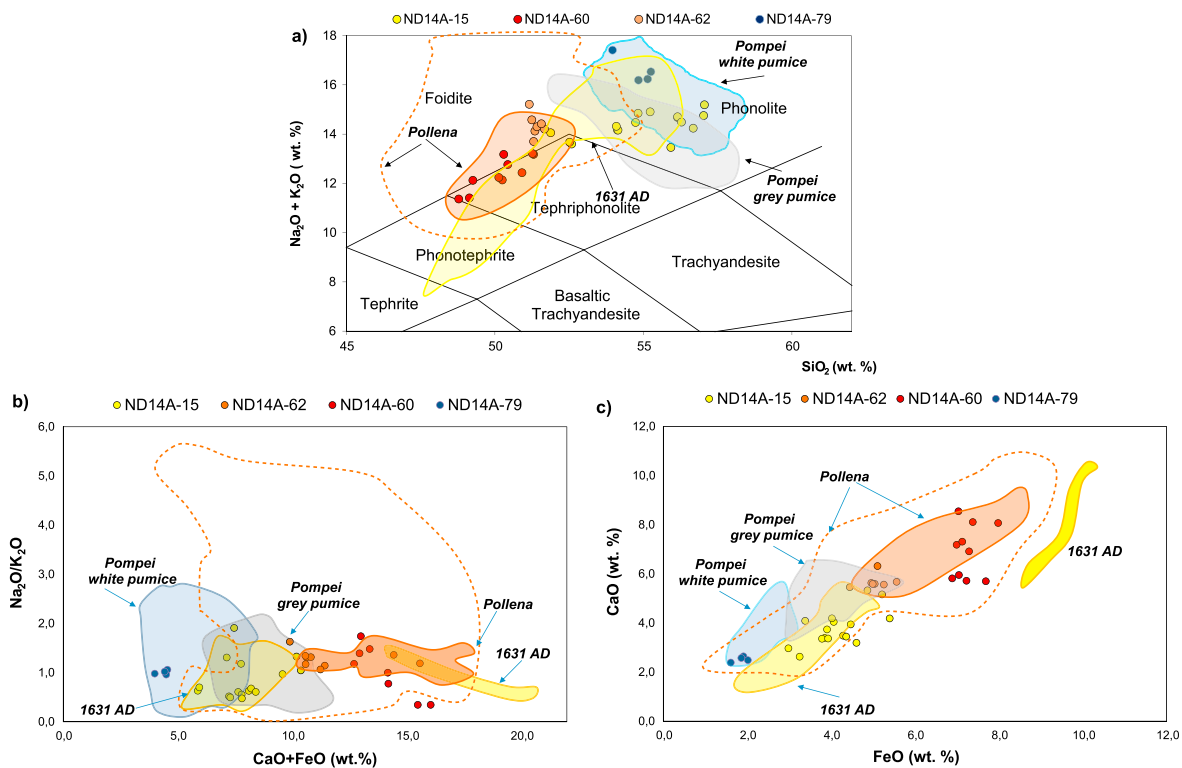 ND14A-15 ND14A-60 ND14A-62 ND14A-79
a)
18
16
14
12
10
8
6
Na2O + K2O ( wt. %)
Pompei
white pumice
Foidite
Phonolite
Pollena
Pompei
grey pumice
1631 AD
Tephriphonolite
Phonotephrite
Trachyandesite
Tephrite
Basaltic
Trachyandesite
45 50 55 60
SiO2 (wt. %)
b)
ND14A-15 ND14A-62 ND14A-60 ND14A-79
6,0
5,0
4,0
3,0
2,0
1,0
0,0
Na2O/K2O
Pompei
white pumice
Pompei
grey pumice
Pollena
1631 AD
1631 AD
0,0 5,0 10,0 15,0 20,0
CaO+FeO (wt.%)
c)
ND14A-15 ND14A-62 ND14A-60 ND14A-79
12,0
10,0
8,0
6,0
4,0
2,0
0,0
CaO (wt. %)
Pollena
Pompei
grey pumice
Pompei
white pumice
1631 AD
1631 AD
0,0 2,0 4,0 6,0 8,0 10,0 12,0
FeO (wt. %)